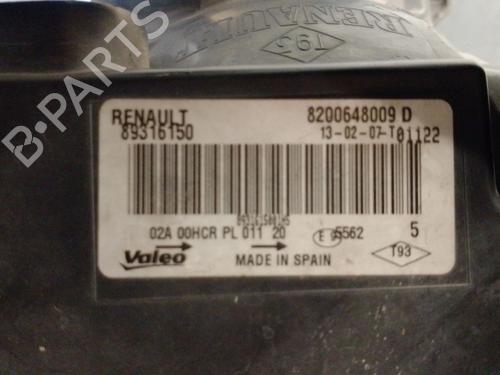 RENAULT
T95
RENAULT 8200648009 D
89316150 13-02-07-T01122
02A 00HCR PL 011 20 E 5562 5
Valeo MADE IN SPAIN T93
B-Parts